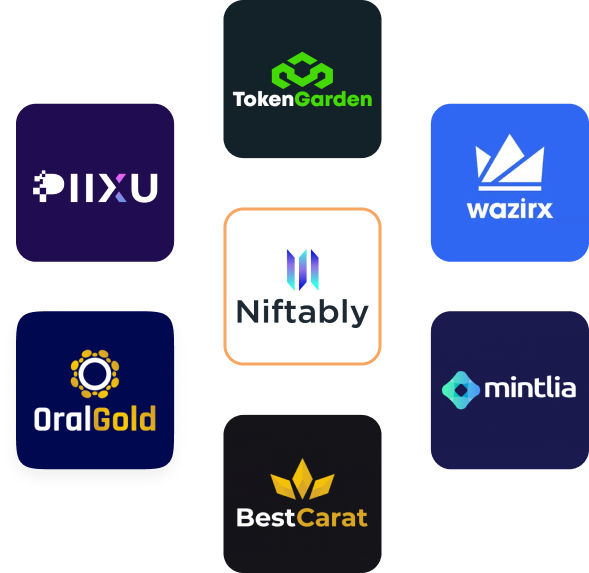 TokenGarden
PIIXU
wazirx
Niftably
OralGold
mintlia
BestCarat